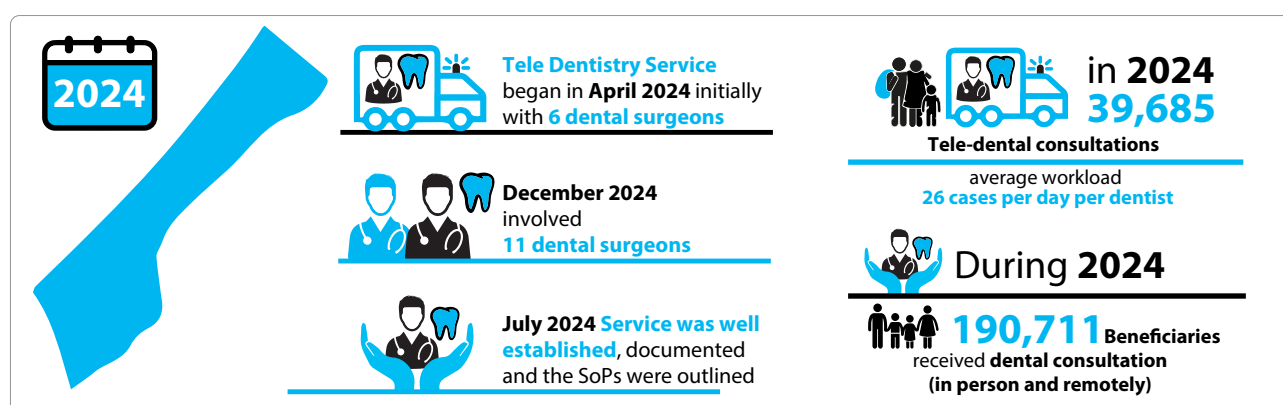 2024
Tele Dentistry Service
began in April 2024 initially
with 6 dental surgeons
December 2024
involved
11 dental surgeons
July 2024 Service was well
established, documented
and the SoPs were outlined
in 2024
39,685
Tele-dental consultations
average workload
26 cases per day per dentist
During 2024
190,711 Beneficiaries
received dental consultation
(in person and remotely)